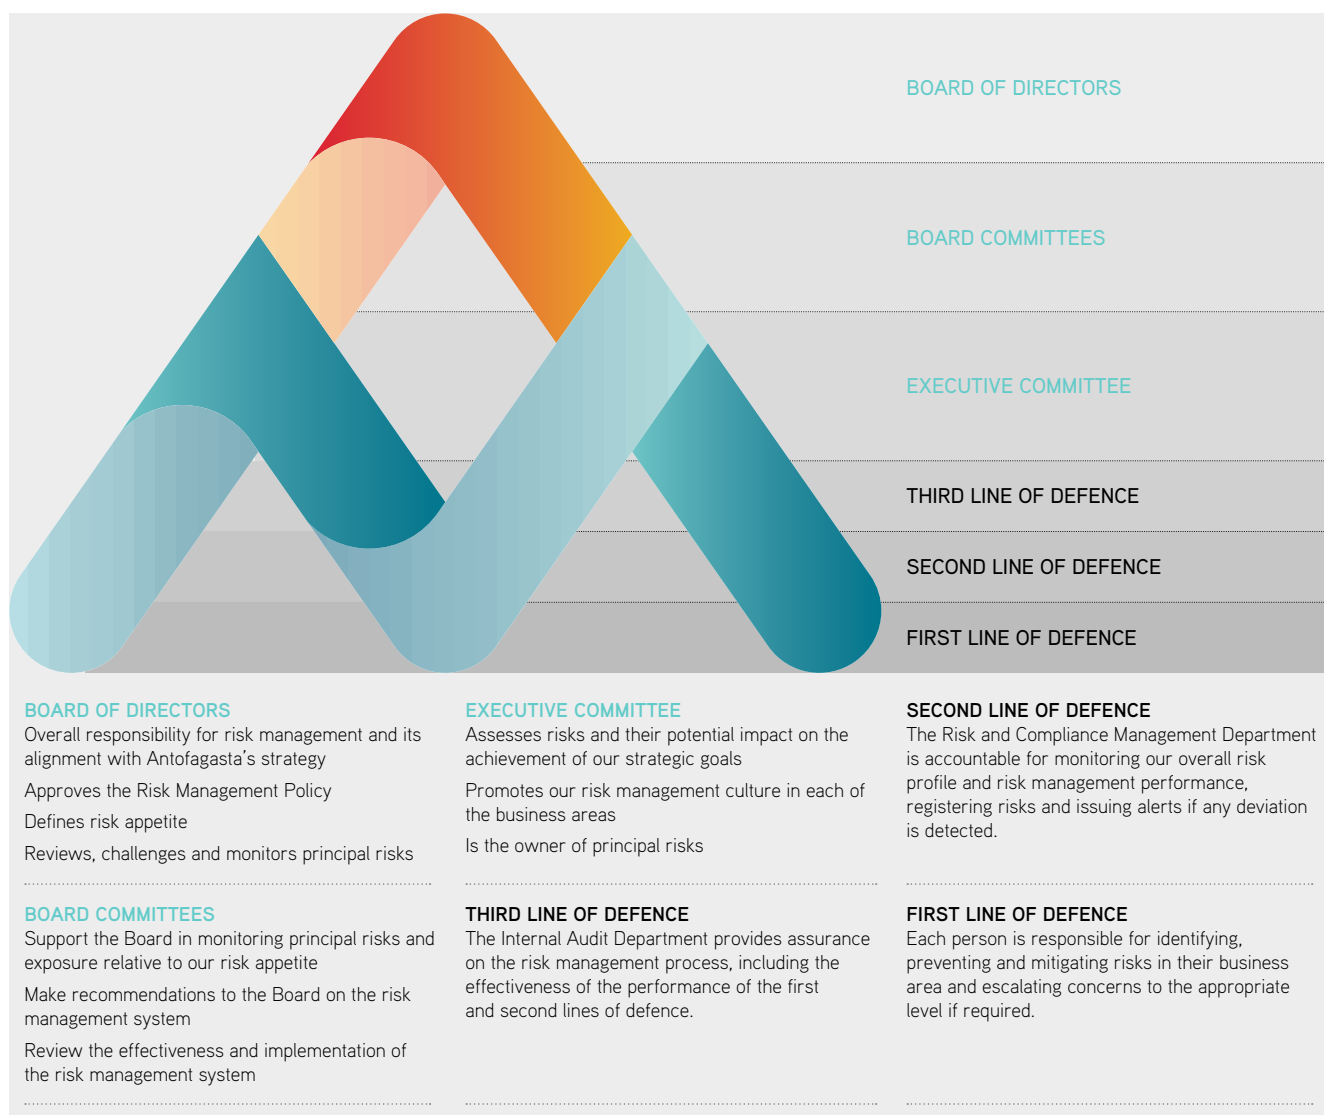 BOARD OF DIRECTORS
BOARD COMMITTEES
EXECUTIVE COMMITTEE
THIRD LINE OF DEFENCE
SECOND LINE OF DEFENCE
FIRST LINE OF DEFENCE
BOARD OF DIRECTORS
Overall responsibility for risk management and its
alignment with Antofagasta's strategy
Approves the Risk Management Policy
Defines risk appetite
Reviews, challenges and monitors principal risks
BOARD COMMITTEES
Support the Board in monitoring principal risks and
exposure relative to our risk appetite
Make recommendations to the Board on the risk
management system
Review the effectiveness and implementation of
the risk management system
EXECUTIVE COMMITTEE
Assesses risks and their potential impact on the
achievement of our strategic goals
Promotes our risk management culture in each of
the business areas
Is the owner of principal risks
THIRD LINE OF DEFENCE
The Internal Audit Department provides assurance
on the risk management process, including the
effectiveness of the performance of the first
and second lines of defence.
SECOND LINE OF DEFENCE
The Risk and Compliance Management Department
is accountable for monitoring our overall risk
profile and risk management performance,
registering risks and issuing alerts if any deviation
is detected.
FIRST LINE OF DEFENCE
Each person is responsible for identifying,
preventing and mitigating risks in their business
area and escalating concerns to the appropriate
level if required.